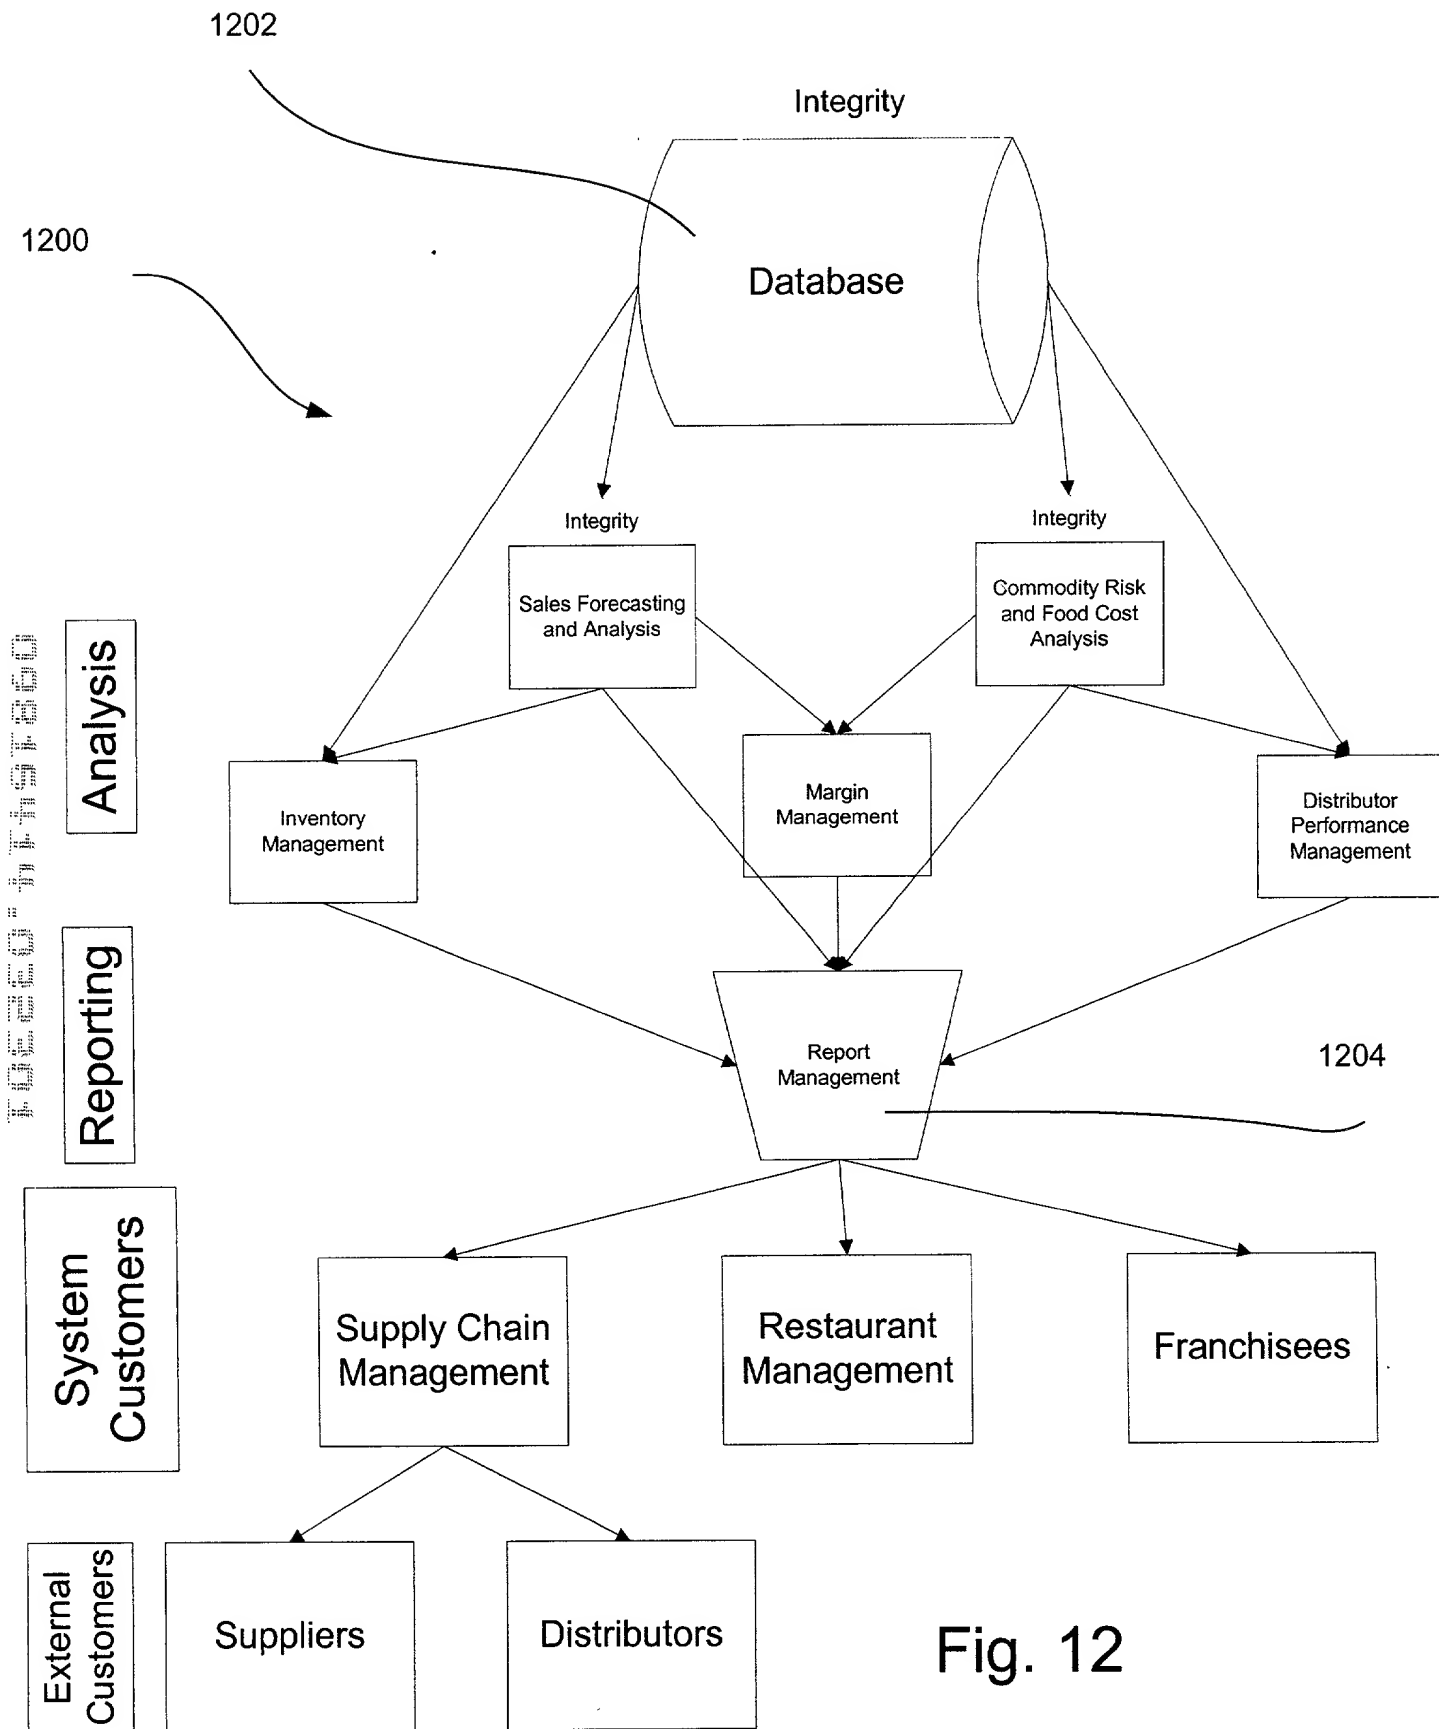 1202
Integrity
1200
Database
Integrity
Integrity
Sales Forecasting
and Analysis
Commodity Risk
and Food Cost
Analysis
Analysis
Inventory
Management
Margin
Management
Distributor
Performance
Management
Reporting
Report
Management
1204
System
Customers
Supply Chain
Management
Restaurant
Management
Franchisees
External
Customers
Suppliers
Distributors
Fig. 12